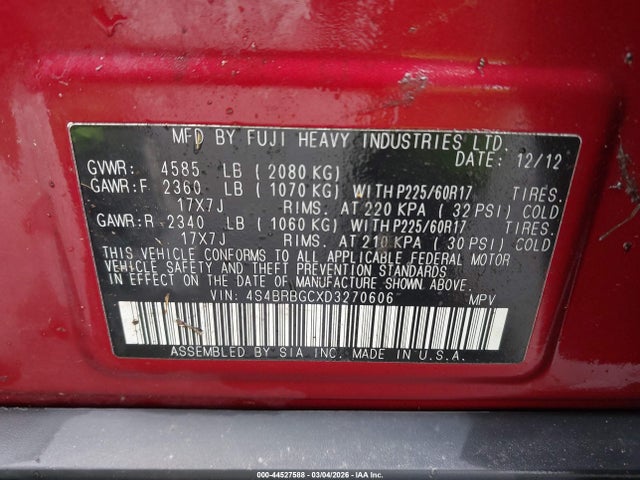 MFD BY FUJI HEAVY INDUSTRIES LTD.
DATE: 12/12
GVWR: 4585 LB ( 2080 KG)
GAWR:F 2360 LB ( 1070 KG) WITH P225/60R17 TIRES.
17X7J RIMS. AT 220 KPA ( 32 PSI) COLD
GAWR:R 2340 LB ( 1060 KG) WITH P225/60R17 TIRES.
17X7J RIMS. AT 210 KPA ( 30 PSI) COLD
THIS VEHICLE CONFORMS TO ALL APPLICABLE FEDERAL MOTOR
VEHICLE SAFETY AND THEFT PREVENTION STANDARDS
IN EFFECT ON THE DATE OF MANUFACTURE SHOWN ABOVE.
VIN: 4S4BRBGCXD3270606 MPV
ASSEMBLED BY SIA INC. MADE IN U.S.A.
000-44527588 - 03/04/2026 - IAA Inc.